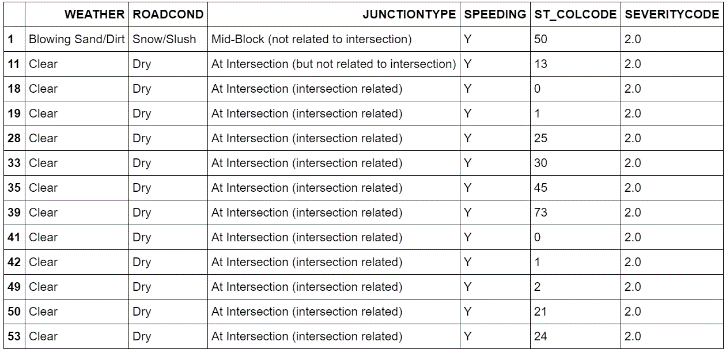 WEATHER ROADCOND JUNCTIONTYPE SPEEDING ST_COLCODE SEVERITYCODE
1 Blowing Sand/Dirt Snow/Slush Mid-Block (not related to intersection) Y 50 2.0
11 Clear Dry At Intersection (but not related to intersection) Y 13 2.0
18 Clear Dry At Intersection (intersection related) Y 0 2.0
19 Clear Dry At Intersection (intersection related) Y 1 2.0
28 Clear Dry At Intersection (intersection related) Y 25 2.0
33 Clear Dry At Intersection (intersection related) Y 30 2.0
35 Clear Dry At Intersection (intersection related) Y 45 2.0
39 Clear Dry At Intersection (intersection related) Y 73 2.0
41 Clear Dry At Intersection (intersection related) Y 0 2.0
42 Clear Dry At Intersection (intersection related) Y 1 2.0
49 Clear Dry At Intersection (intersection related) Y 2 2.0
50 Clear Dry At Intersection (intersection related) Y 21 2.0
53 Clear Dry At Intersection (intersection related) Y 24 2.0